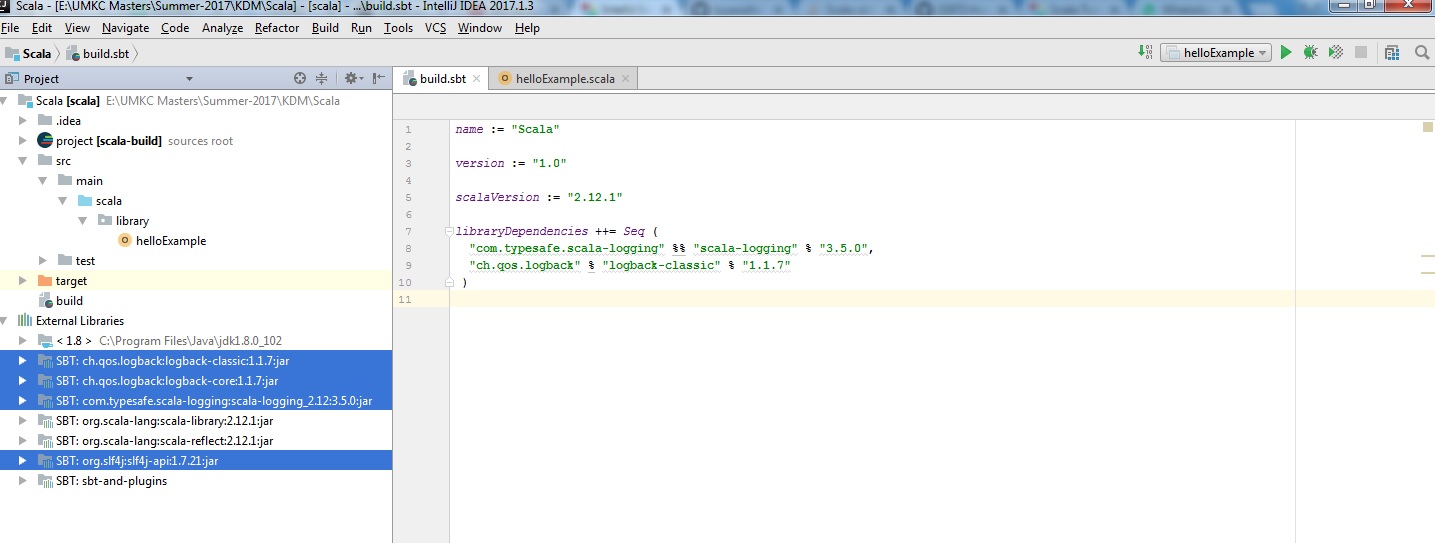 Scala - [E:\UMKC Masters\Summer-2017\KDM\Scala] - [scala] - ...\build.sbt - IntelliJ IDEA 2017.1.3
File Edit View Navigate Code Analyze Refactor Build Run Tools VCS Window Help
Scala build.sbt helloExample
Project
build.sbt helloExample.scala
Scala [scala] E:\UMKC Masters\Summer-2017\KDM\Scala
.idea
project [scala-build] sources root
src
main
scala
library
helloExample
test
target
build
External Libraries
< 1.8 > C:\Program Files\Java\jdk1.8.0_102
SBT: ch.qos.logback:logback-classic:1.1.7:jar
SBT: ch.qos.logback:logback-core:1.1.7:jar
SBT: com.typesafe.scala-logging:scala-logging_2.12:3.5.0:jar
SBT: org.scala-lang:scala-library:2.12.1:jar
SBT: org.scala-lang:scala-reflect:2.12.1:jar
SBT: org.slf4j:slf4j-api:1.7.21:jar
SBT: sbt-and-plugins
1 name := "Scala"
2
3 version := "1.0"
4
5 scalaVersion := "2.12.1"
6
7 libraryDependencies ++= Seq (
8 "com.typesafe.scala-logging" %% "scala-logging" % "3.5.0",
9 "ch.qos.logback" % "logback-classic" % "1.1.7"
10 )
11